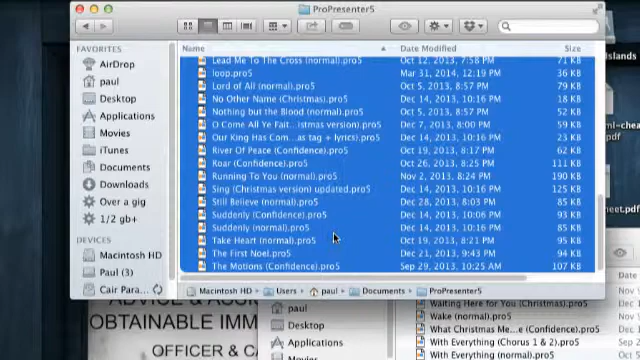 ProPresenter5
Name
Date Modified
Size
FAVORITES
AirDrop
paul
Desktop
Applications
Movies
iTunes
Documents
Downloads
Over a gig
1/2 gb+
DEVICES
Macintosh HD
Paul (3)
Cair Para...
Lead Me To The Cross (normal).pro5 Oct 12, 2013, 7:58 PM 71 KB
loop.pro5 Mar 31, 2014, 12:19 PM 36 KB
Lord of All (normal).pro5 Oct 5, 2013, 8:57 PM 79 KB
No Other Name (Christmas).pro5 Dec 14, 2013, 10:16 PM 18 KB
Nothing but the Blood (normal).pro5 Oct 5, 2013, 8:57 PM 52 KB
O Come All Ye Fait...istmas version).pro5 Dec 7, 2013, 8:00 PM 59 KB
Our King Has Com...as tag + lyrics).pro5 Dec 14, 2013, 10:16 PM 23 KB
River Of Peace (Confidence).pro5 Oct 19, 2013, 8:17 PM 62 KB
Roar (Confidence).pro5 Oct 26, 2013, 8:25 PM 111 KB
Running To You (normal).pro5 Nov 2, 2013, 8:24 PM 190 KB
Sing (Christmas version) updated.pro5 Dec 14, 2013, 10:16 PM 125 KB
Still Believe (normal).pro5 Dec 28, 2013, 8:03 PM 85 KB
Suddenly (Confidence).pro5 Dec 14, 2013, 10:06 PM 93 KB
Suddenly (normal).pro5 Dec 14, 2013, 10:16 PM 85 KB
Take Heart (normal).pro5 Oct 19, 2013, 8:21 PM 95 KB
The First Noel.pro5 Dec 21, 2013, 9:43 PM 94 KB
The Motions (Confidence).pro5 Sep 29, 2013, 10:25 AM 107 KB
Macintosh HD Users paul Documents ProPresenter5
Islands
pdf
heet.pdf
OBTAINABLE IMM
OFFICER & CA
paul
Desktop
Applications
Movies
Waiting Here for You (Christmas).pro5
Wake (normal).pro5
What Christmas Me...e (Confidence).pro5
With Everything (Chorus 1 & 2).pro5
With Everything (normal).pro5